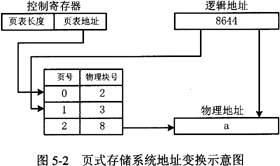 控制寄存器
逻辑地址
页表长度 页表地址
8644
页号 物理块号
0 2
1 3
2 8
物理地址
a
图 5-2 页式存储系统地址变换示意图